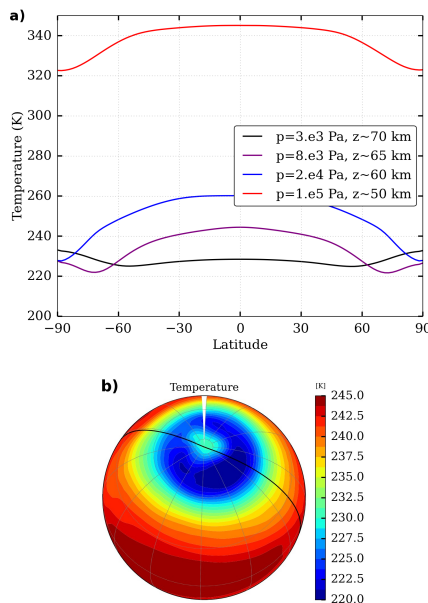 a)
340
320
300
280
260
240
220
200
Temperature (K)
p=3.e3 Pa, z~70 km
p=8.e3 Pa, z~65 km
p=2.e4 Pa, z~60 km
p=1.e5 Pa, z~50 km
−90 −60 −30 0 30 60 90
Latitude
b)
Temperature
[K]
245.0
242.5
240.0
237.5
235.0
232.5
230.0
227.5
225.0
222.5
220.0